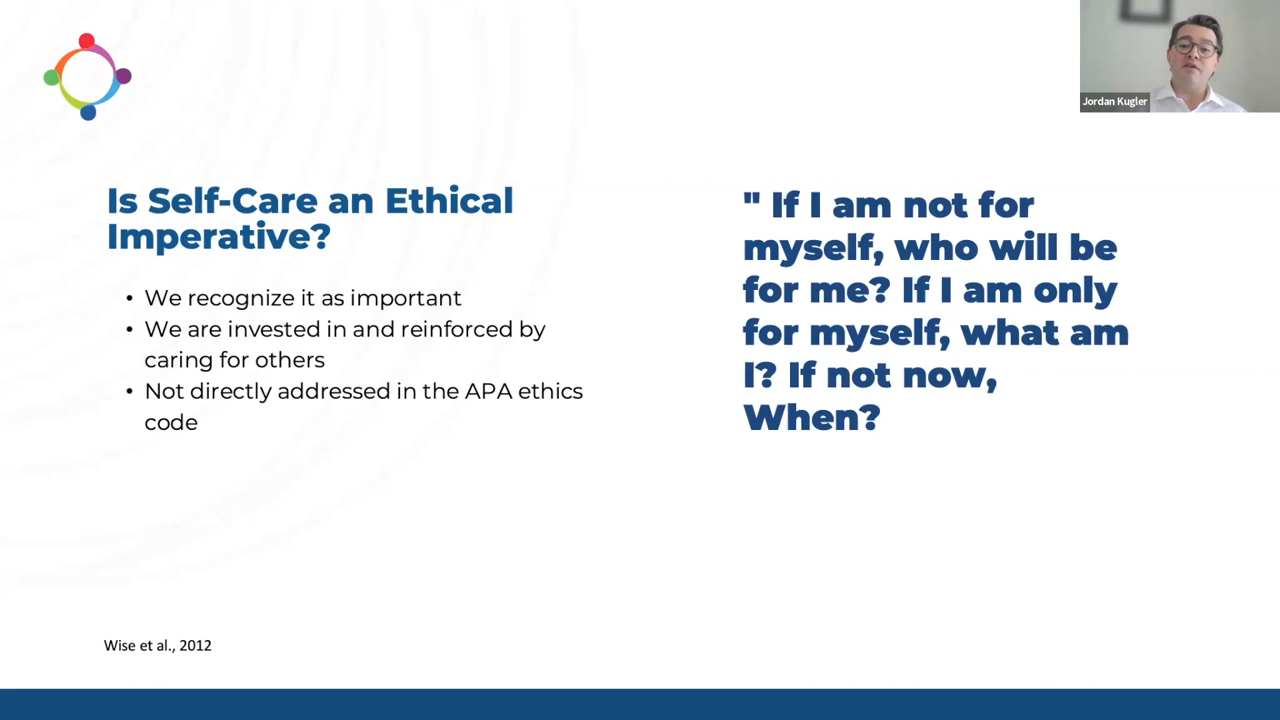 Jordan Kugler
Is Self-Care an Ethical
Imperative?
• We recognize it as important
• We are invested in and reinforced by
caring for others
• Not directly addressed in the APA ethics
code
" If I am not for
myself, who will be
for me? If I am only
for myself, what am
I? If not now,
When?
Wise et al., 2012